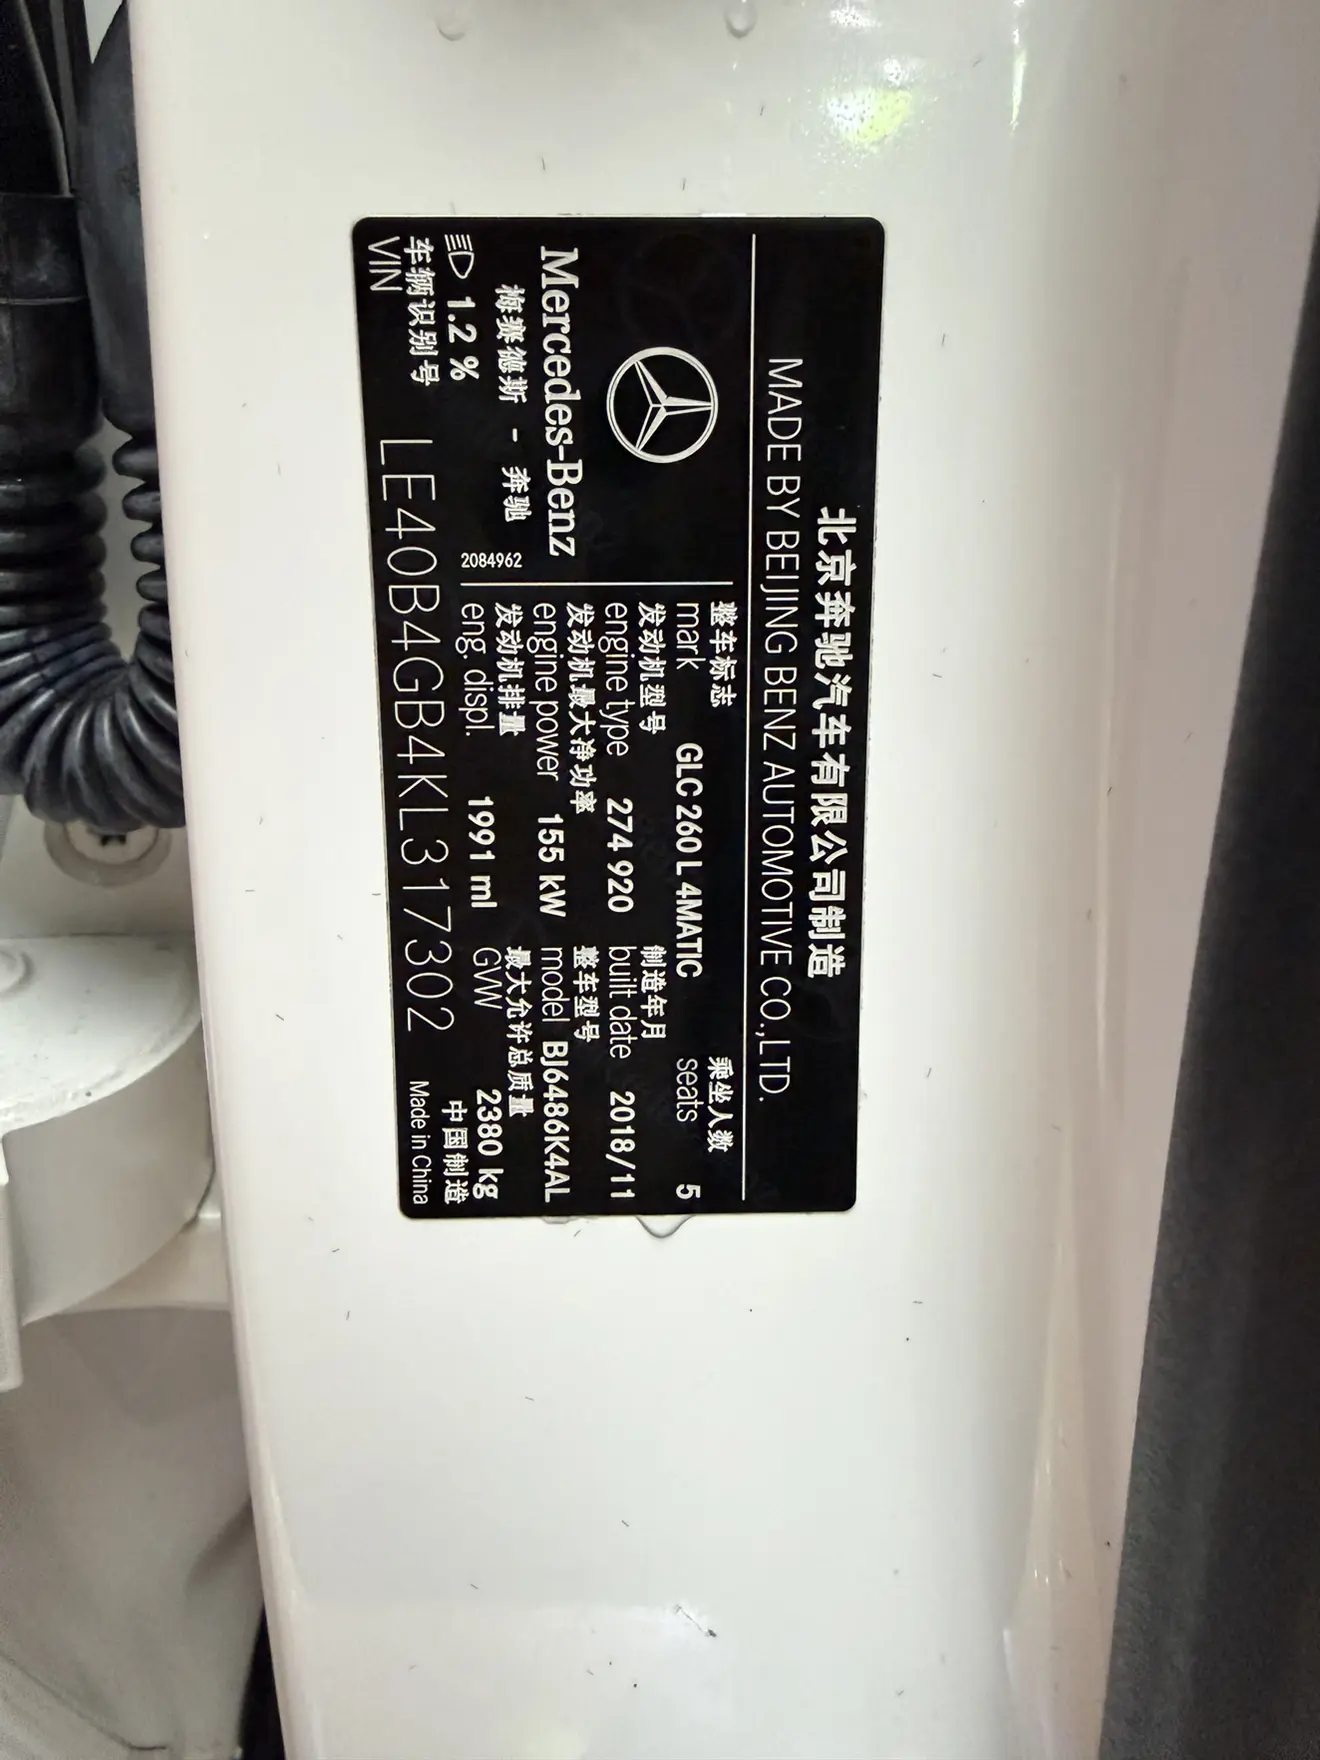 北京奔驰汽车有限公司制造
MADE BY BEIJING BENZ AUTOMOTIVE CO.,LTD.
Mercedes-Benz
梅赛德斯 - 奔驰
2084962
整车标志
mark GLC 260 L 4MATIC
乘坐人数
seats 5
发动机型号
engine type 274 920
制造年月
built date 2018/11
发动机最大净功率
engine power 155 kW
整车型号
model BJ6486K4AL
发动机排量
eng. displ. 1991 ml
最大允许总质量
GVW 2380 kg
1.2 %
车辆识别号
VIN LE40B4GB4KL317302
中国制造
Made in China